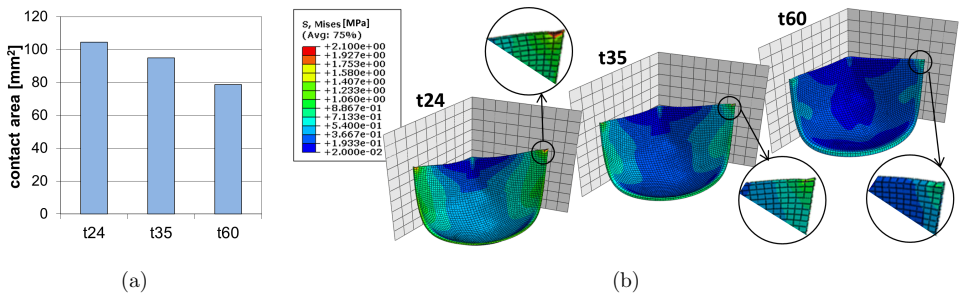 contact area [mm²]
120
100
80
60
40
20
0
t24
t35
t60
(a)
S, Mises [MPa]
(Avg: 75%)
+2.100e+00
+1.927e+00
+1.753e+00
+1.580e+00
+1.407e+00
+1.233e+00
+1.060e+00
+8.867e-01
+7.133e-01
+5.400e-01
+3.667e-01
+1.933e-01
+2.000e-02
t24
t35
t60
(b)